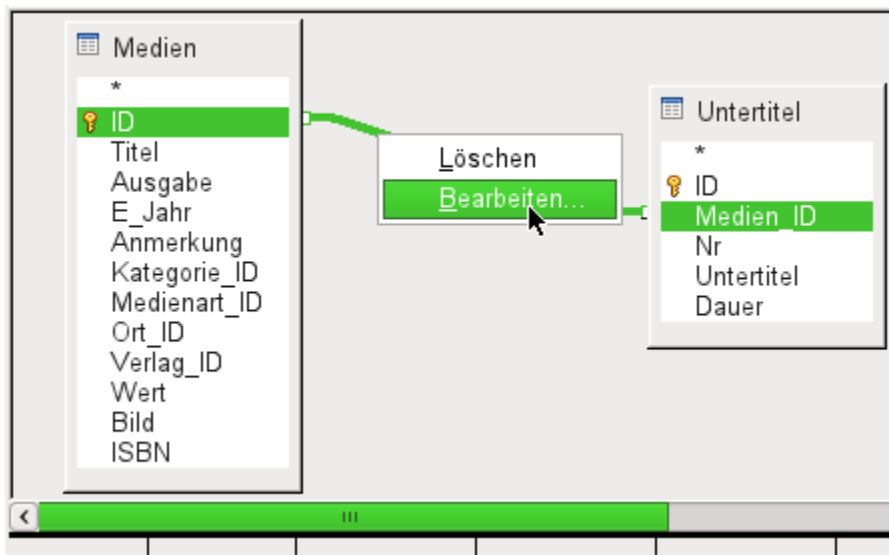 Medien
*
ID
Titel
Ausgabe
E_Jahr
Anmerkung
Kategorie_ID
Medienart_ID
Ort_ID
Verlag_ID
Wert
Bild
ISBN
Löschen
Bearbeiten...
Untertitel
*
ID
Medien_ID
Nr
Untertitel
Dauer